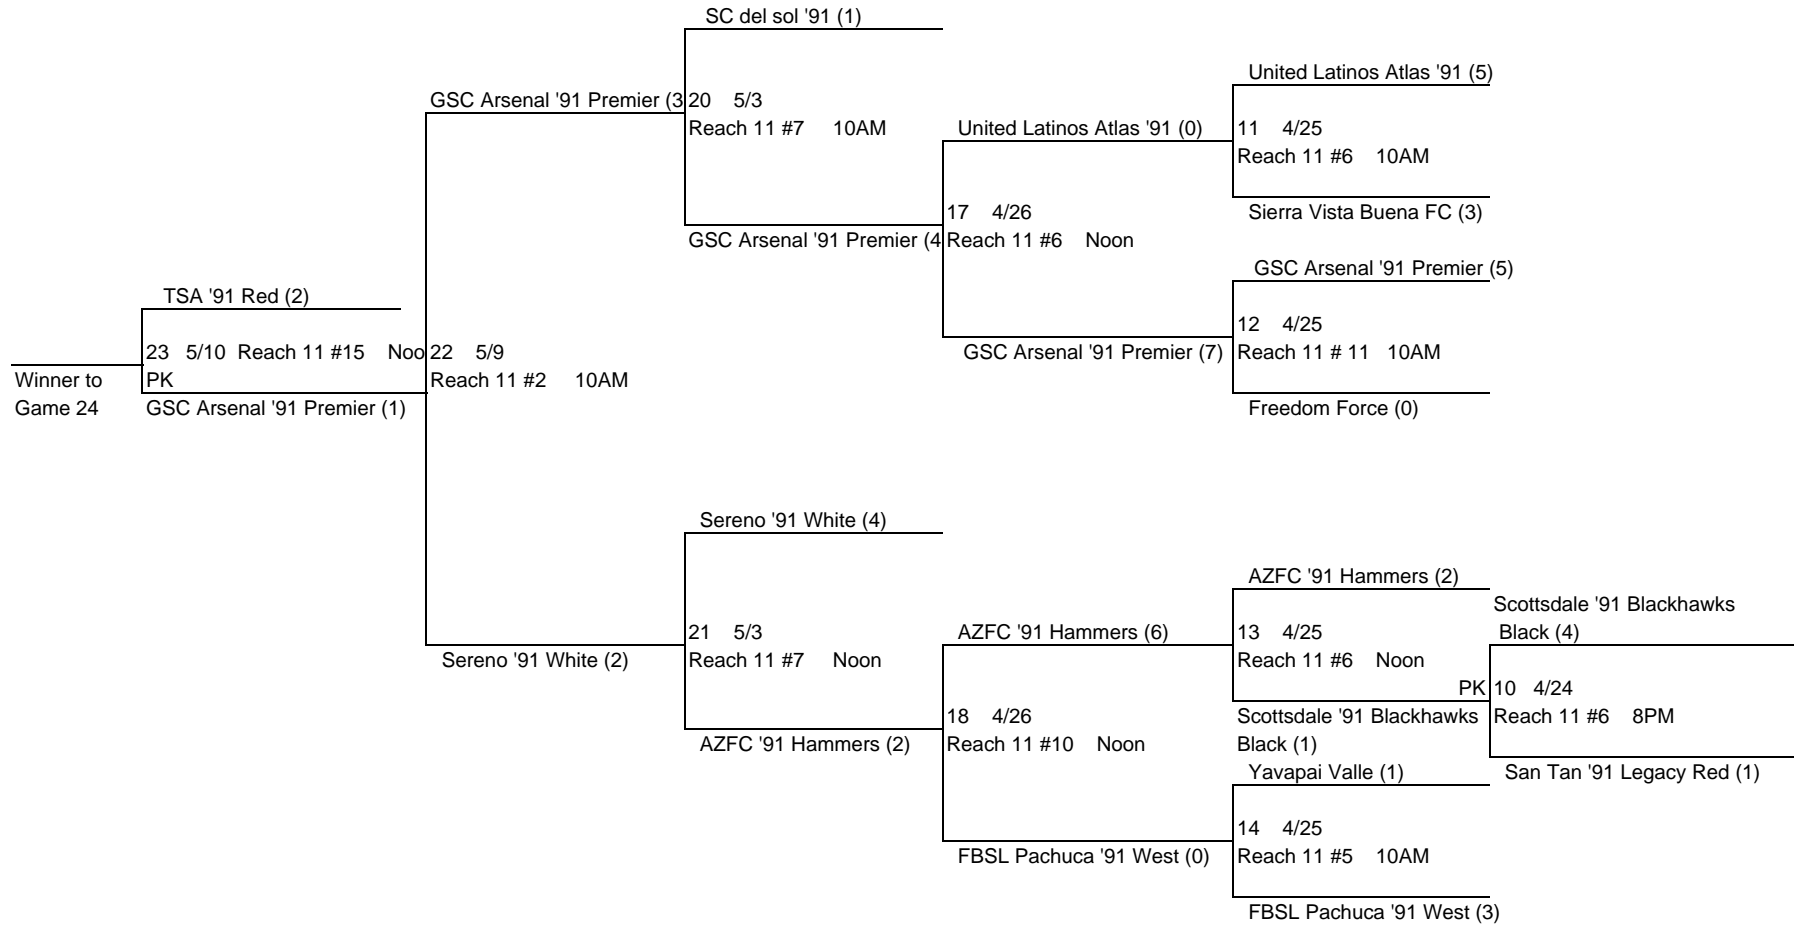 SC del sol '91 (1)
United Latinos Atlas '91 (5)
GSC Arsenal '91 Premier (3
20 5/3
Reach 11 #7 10AM
United Latinos Atlas '91 (0)
11 4/25
Reach 11 #6 10AM
17 4/26
Sierra Vista Buena FC (3)
GSC Arsenal '91 Premier (4
Reach 11 #6 Noon
GSC Arsenal '91 Premier (5)
TSA '91 Red (2)
12 4/25
23 5/10 Reach 11 #15 Noo
22 5/9
GSC Arsenal '91 Premier (7)
Reach 11 # 11 10AM
Winner to
Game 24
PK
Reach 11 #2 10AM
GSC Arsenal '91 Premier (1)
Freedom Force (0)
Sereno '91 White (4)
AZFC '91 Hammers (2)
Scottsdale '91 Blackhawks
Black (4)
21 5/3
Reach 11 #7 Noon
AZFC '91 Hammers (6)
13 4/25
Reach 11 #6 Noon
Sereno '91 White (2)
PK
10 4/24
Reach 11 #6 8PM
18 4/26
Reach 11 #10 Noon
Scottsdale '91 Blackhawks
Black (1)
AZFC '91 Hammers (2)
Yavapai Valle (1)
San Tan '91 Legacy Red (1)
14 4/25
Reach 11 #5 10AM
FBSL Pachuca '91 West (0)
FBSL Pachuca '91 West (3)